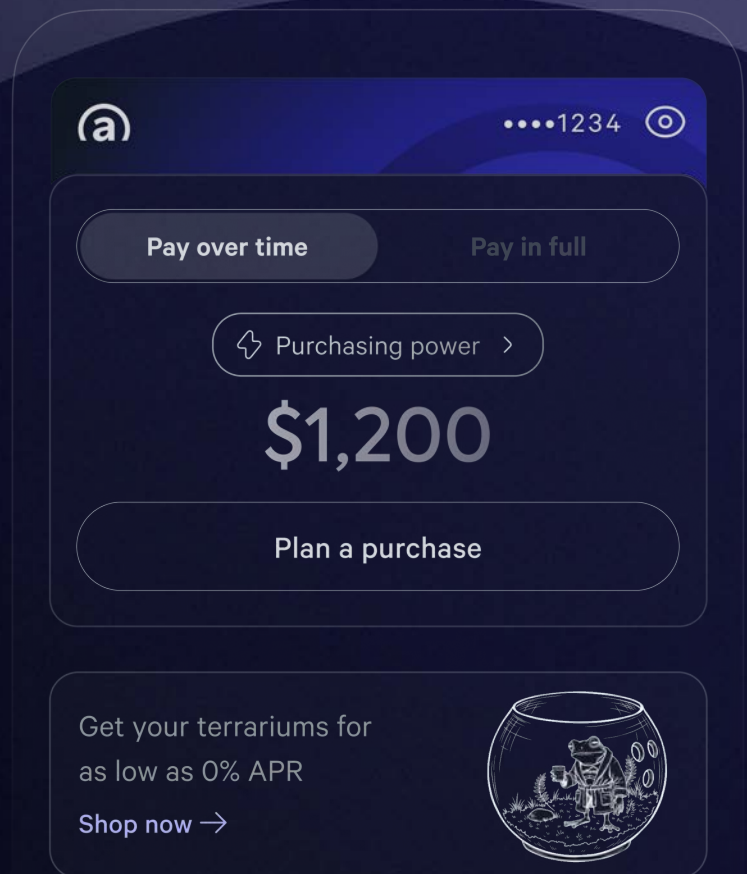 a
••••1234
Pay over time
Pay in full
Purchasing power
$1,200
Plan a purchase
Get your terrariums for
as low as 0% APR
Shop now →